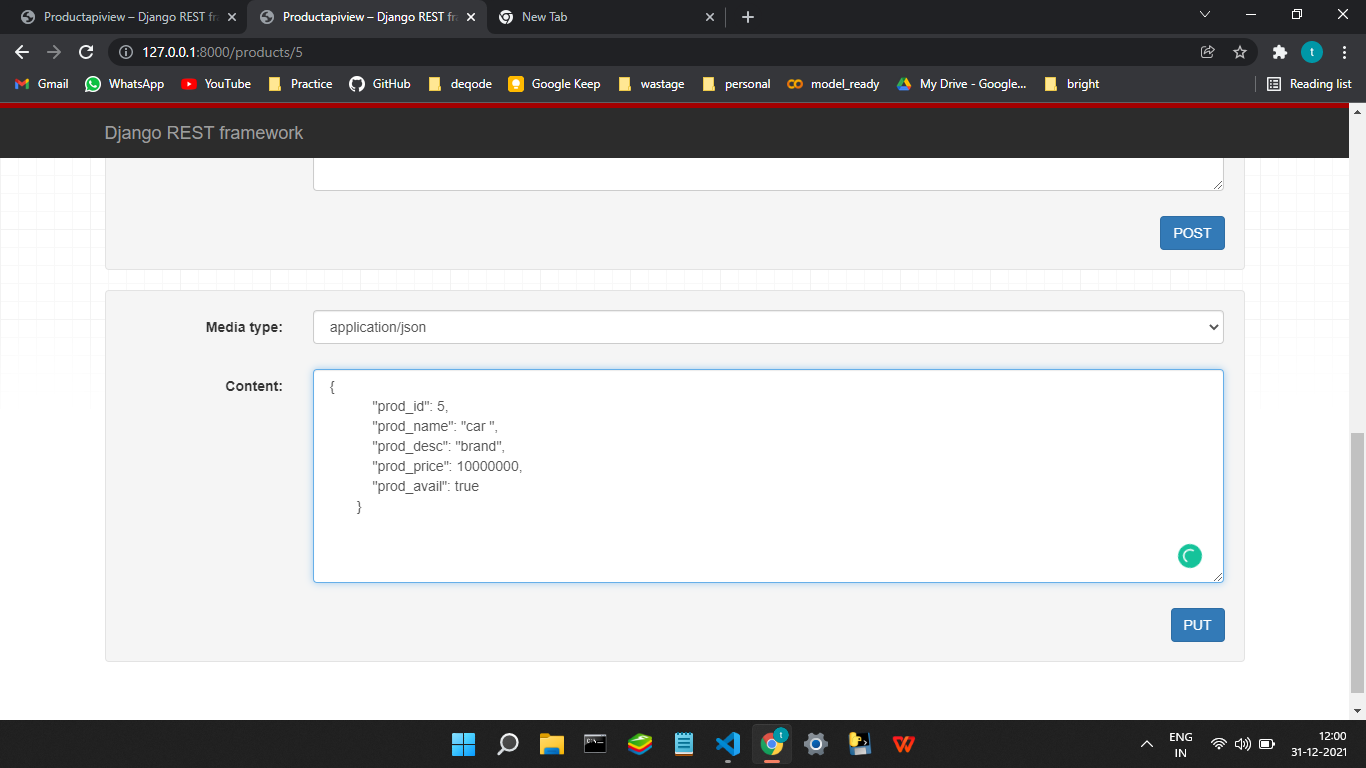 Productapiview – Django REST fr
Productapiview – Django REST fr
New Tab
127.0.0.1:8000/products/5
t
Gmail
WhatsApp
YouTube
Practice
GitHub
deqode
Google Keep
wastage
personal
model_ready
My Drive - Google...
bright
Reading list
Django REST framework
POST
Media type:
application/json
Content:
{
"prod_id": 5,
"prod_name": "car ",
"prod_desc": "brand",
"prod_price": 10000000,
"prod_avail": true
}
PUT
t
ENG
IN
12:00
31-12-2021